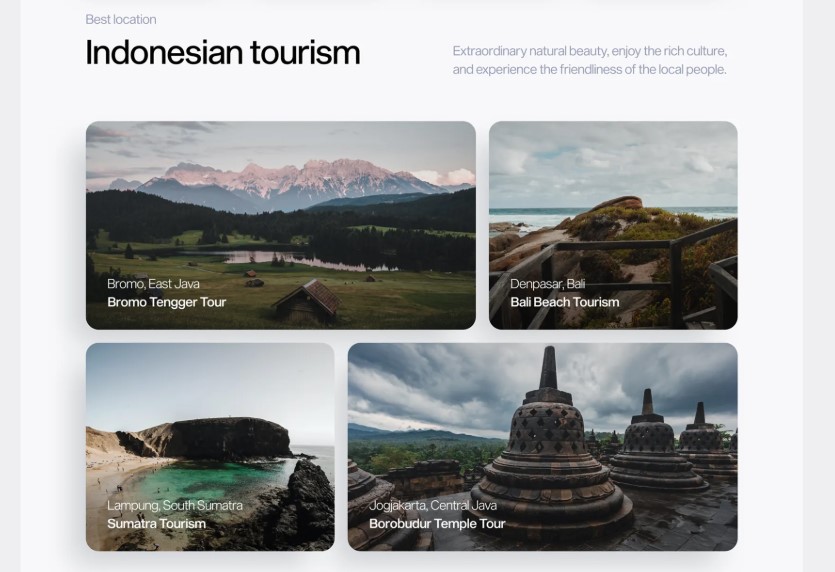 Best location
Indonesian tourism
Extraordinary natural beauty, enjoy the rich culture,
and experience the friendliness of the local people.
Bromo, East Java
Bromo Tengger Tour
Denpasar, Bali
Bali Beach Tourism
Lampung, South Sumatra
Sumatra Tourism
Jogjakarta, Central Java
Borobudur Temple Tour